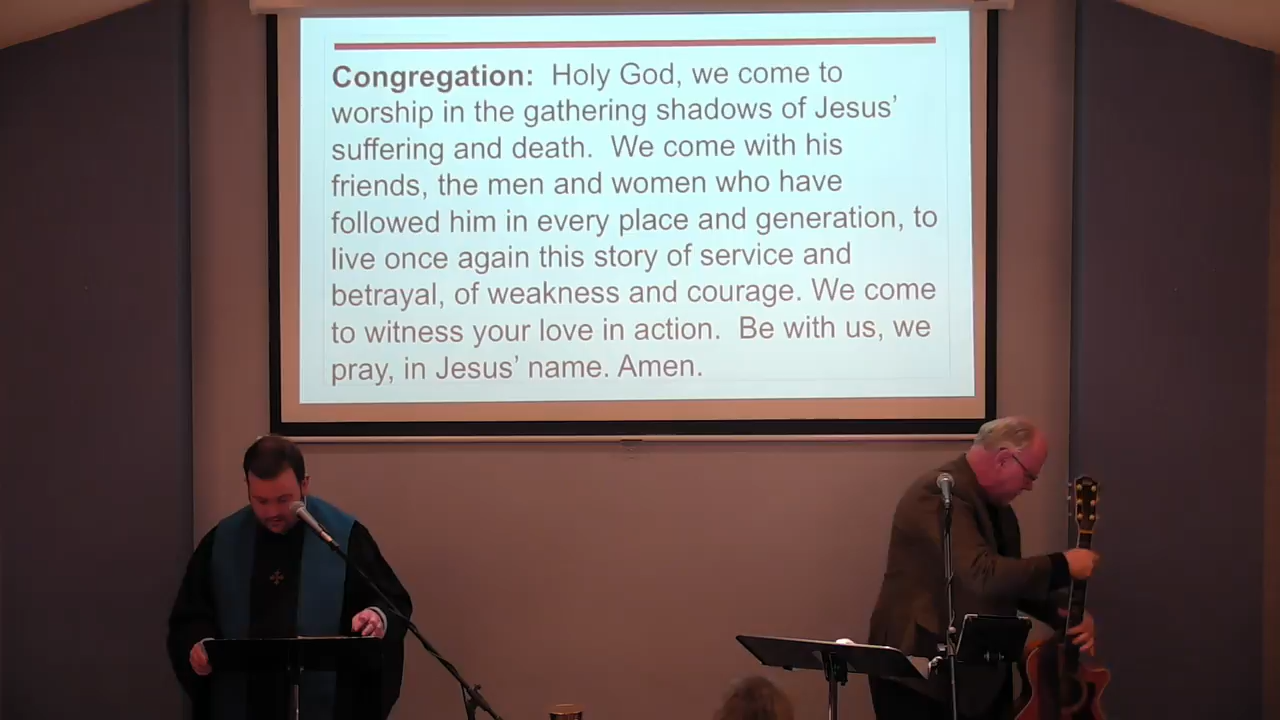 Congregation: Holy God, we come to
worship in the gathering shadows of Jesus’
suffering and death. We come with his
friends, the men and women who have
followed him in every place and generation, to
live once again this story of service and
betrayal, of weakness and courage. We come
to witness your love in action. Be with us, we
pray, in Jesus’ name. Amen.